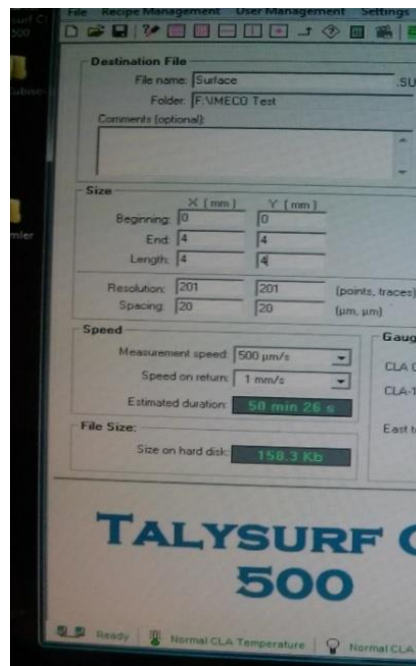 File Recipe Management User Management Settings
500
Destination File
File name: Surface .SU
Folder: F:\IMECO Test
Comments (optional):
Size
X ( mm ) Y ( mm )
Beginning: 0 0
End: 4 4
Length: 4 4
Resolution: 201 201 (points, traces)
Spacing: 20 20 (µm, µm)
Speed
Gaug
Measurement speed: 500 µm/s
CLA
Speed on return: 1 mm/s
CLA-1
Estimated duration: 50 min 26 s
East t
File Size:
Size on hard disk: 158.3 Kb
TALYSURF C
500
Ready Normal CLA Temperature Normal CLA